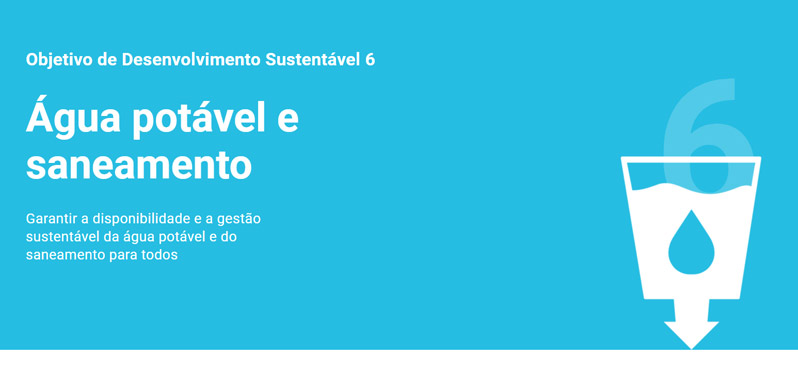 Objetivo de Desenvolvimento Sustentável 6
Água potável e
saneamento
Garantir a disponibilidade e a gestão
sustentável da água potável e do
saneamento para todos
6